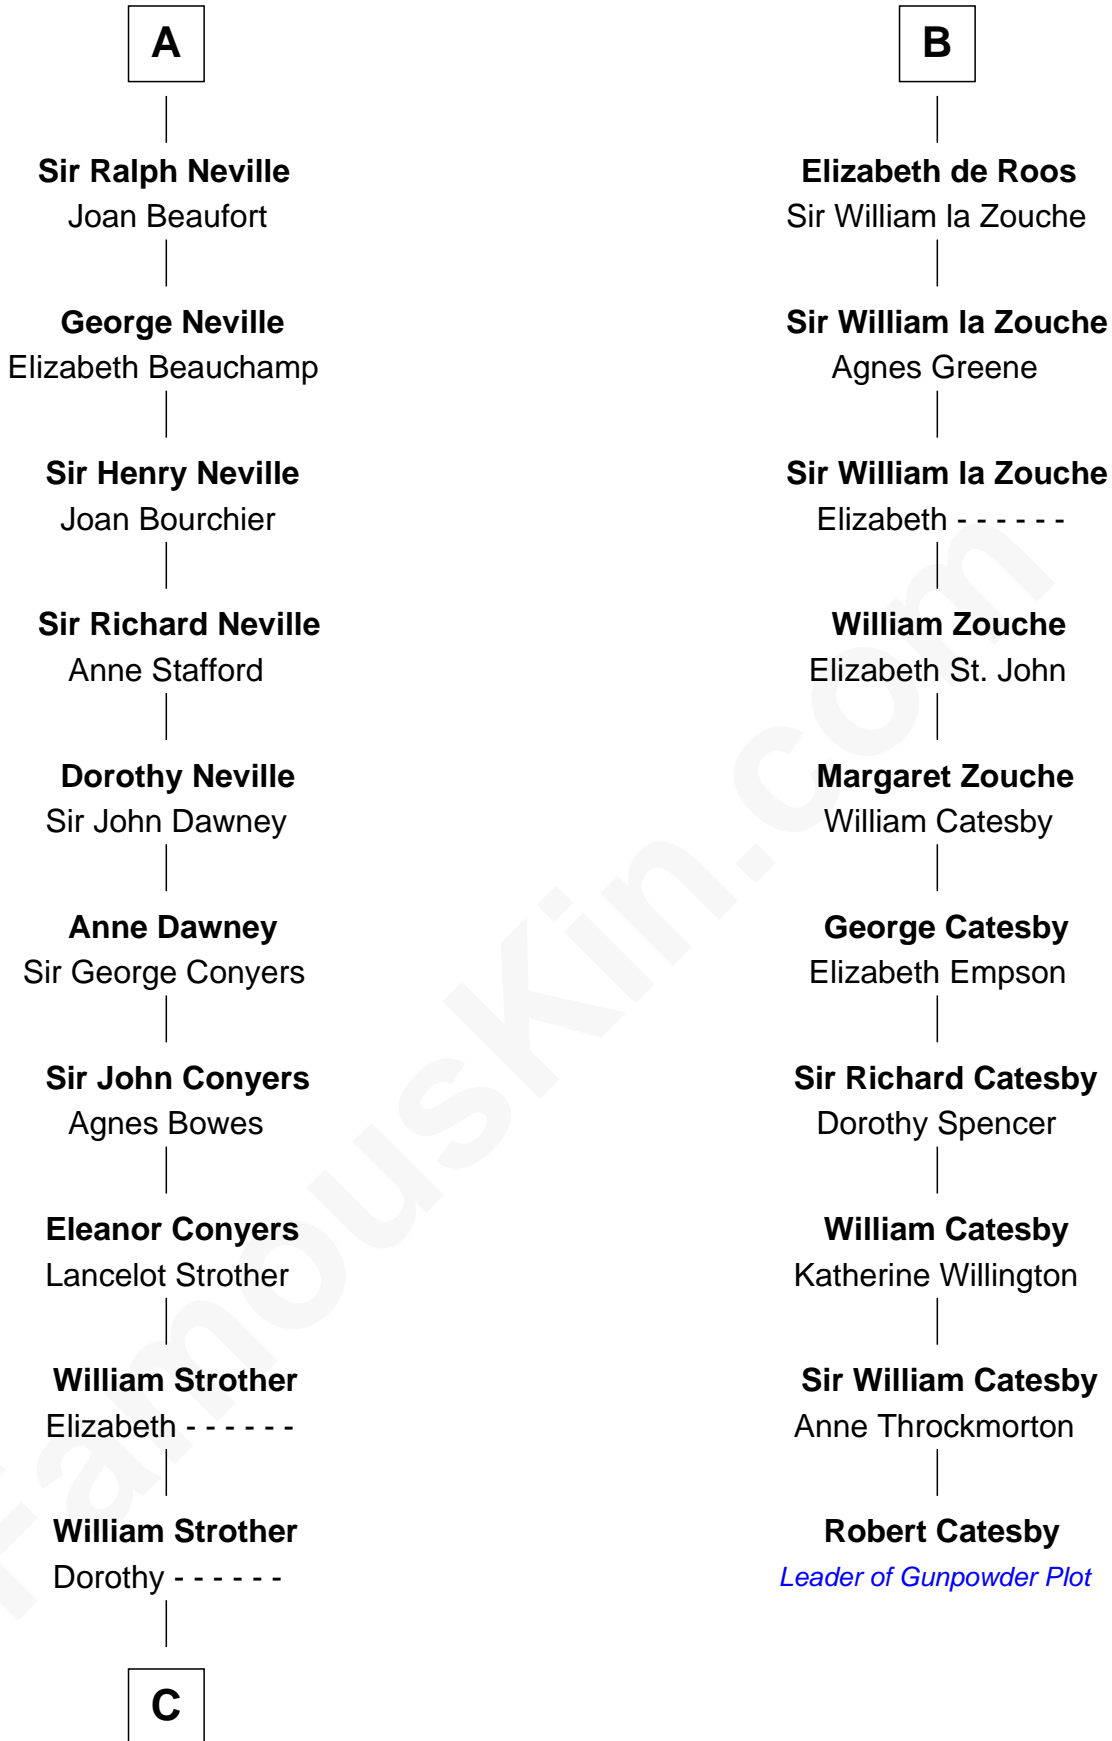 A
Sir Ralph Neville
Joan Beaufort
George Neville
Elizabeth Beauchamp
Sir Henry Neville
Joan Bourchier
Sir Richard Neville
Anne Stafford
Dorothy Neville
Sir John Dawney
Anne Dawney
Sir George Conyers
Sir John Conyers
Agnes Bowes
Eleanor Conyers
Lancelot Strother
William Strother
Elizabeth - - - - - -
William Strother
Dorothy - - - - - -
C
B
Elizabeth de Roos
Sir William la Zouche
Sir William la Zouche
Agnes Greene
Sir William la Zouche
Elizabeth - - - - - -
William Zouche
Elizabeth St. John
Margaret Zouche
William Catesby
George Catesby
Elizabeth Empson
Sir Richard Catesby
Dorothy Spencer
William Catesby
Katherine Willington
Sir William Catesby
Anne Throckmorton
Robert Catesby
Leader of Gunpowder Plot
FamousKin.com